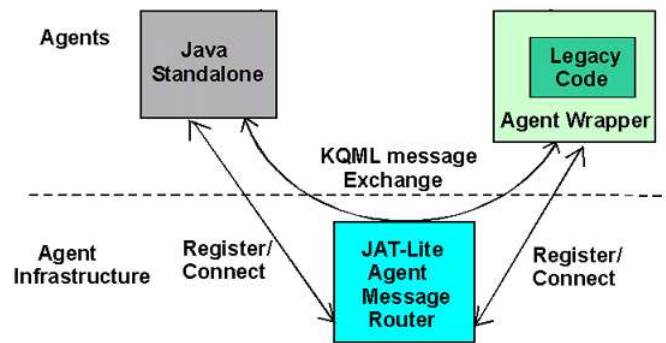 Agents
Java
Standalone
Legacy
Code
Agent Wrapper
KQML message
Exchange
Agent
Infrastructure
Register/
Connect
JAT-Lite
Agent
Message
Router
Register/
Connect